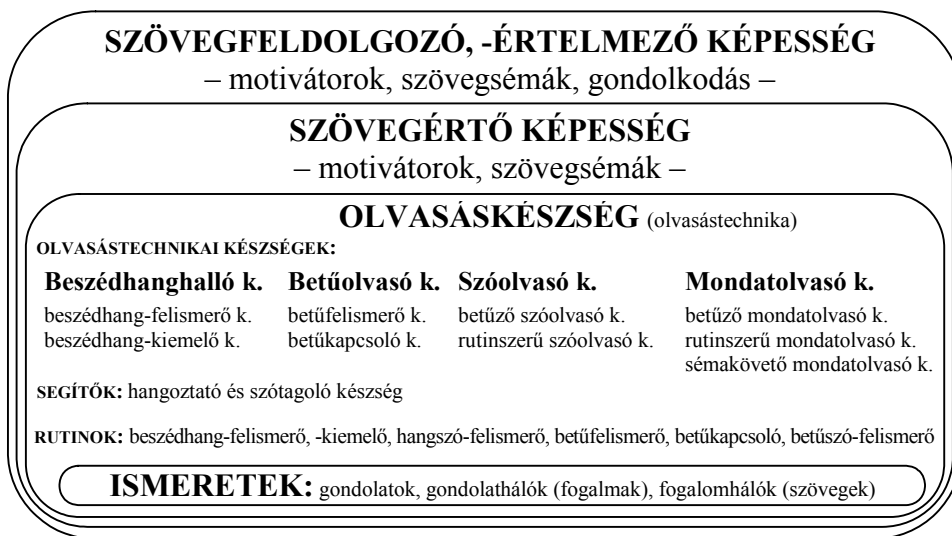 SZÖVEGFELDOLGOZÓ, -ÉRTELMEZŐ KÉPESSÉG
– motivátorok, szövegsémák, gondolkodás –
SZÖVEGÉRTŐ KÉPESSÉG
– motivátorok, szövegsémák –
OLVASÁSKÉSZSÉG (olvasástechnika)
OLVASÁSTECHNIKAI KÉSZSÉGEK:
Beszédhanghalló k. Betűolvasó k. Szóolvasó k. Mondatolvasó k.
beszédhang-felismerő k. betűfelismerő k. betűző szóolvasó k. betűző mondatolvasó k.
beszédhang-kiemelő k. betűkapcsoló k. rutinszerű szóolvasó k. rutinszerű mondatolvasó k.
sémakövető mondatolvasó k.
SEGÍTŐK: hangoztató és szótagoló készség
RUTINOK: beszédhang-felismerő, -kiemelő, hangszó-felismerő, betűfelismerő, betűkapcsoló, betűszó-felismerő
ISMERETEK: gondolatok, gondolathálók (fogalmak), fogalomhálók (szövegek)